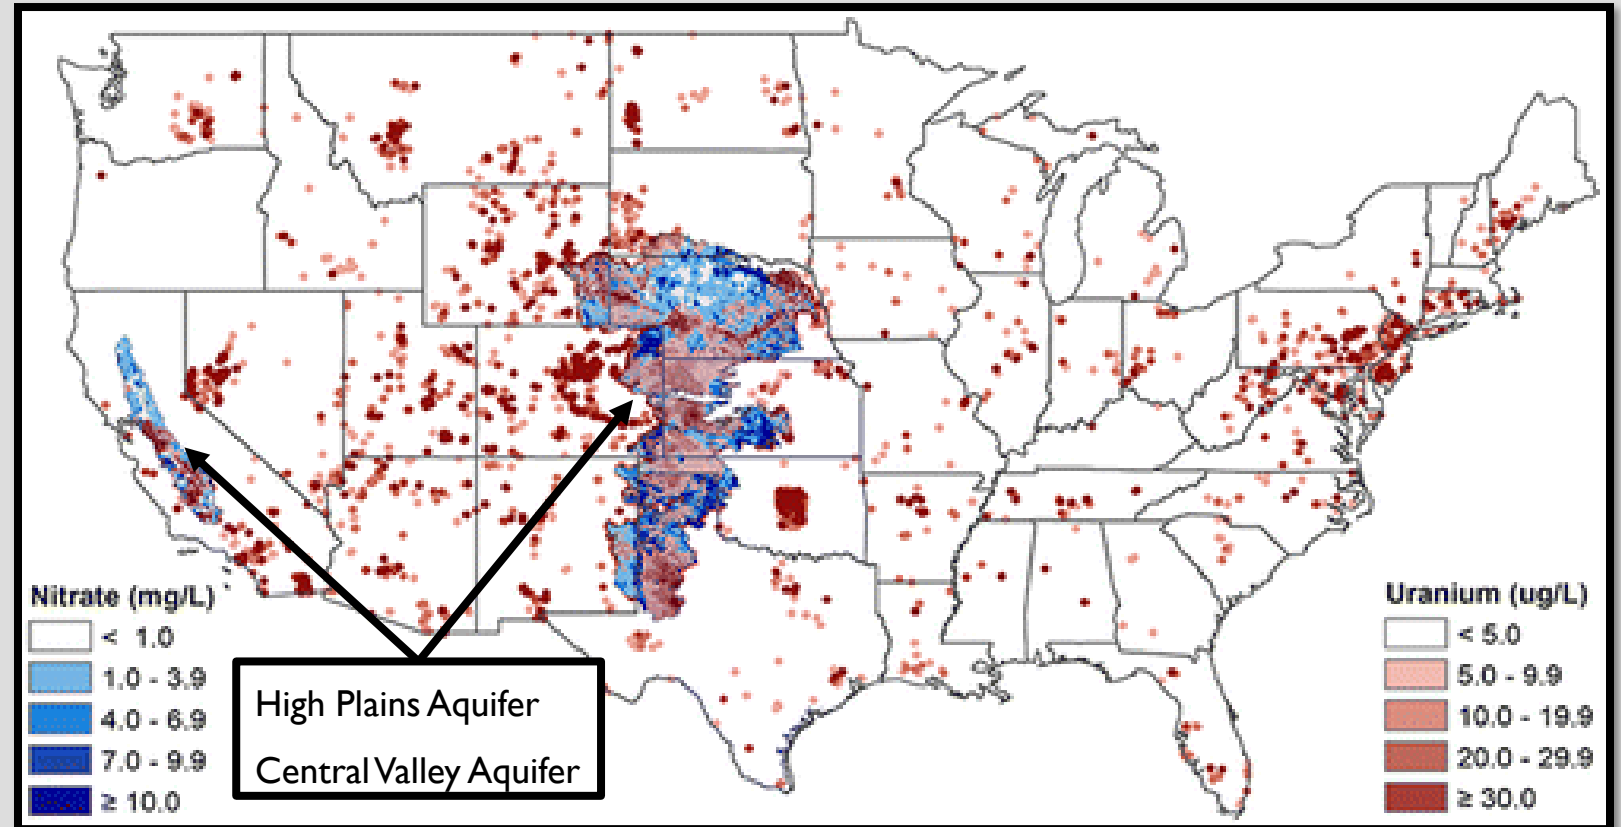 Nitrate (mg/L)
< 1.0
1.0 - 3.9
4.0 - 6.9
7.0 - 9.9
≥ 10.0
High Plains Aquifer
Central Valley Aquifer
Uranium (ug/L)
< 5.0
5.0 - 9.9
10.0 - 19.9
20.0 - 29.9
≥ 30.0